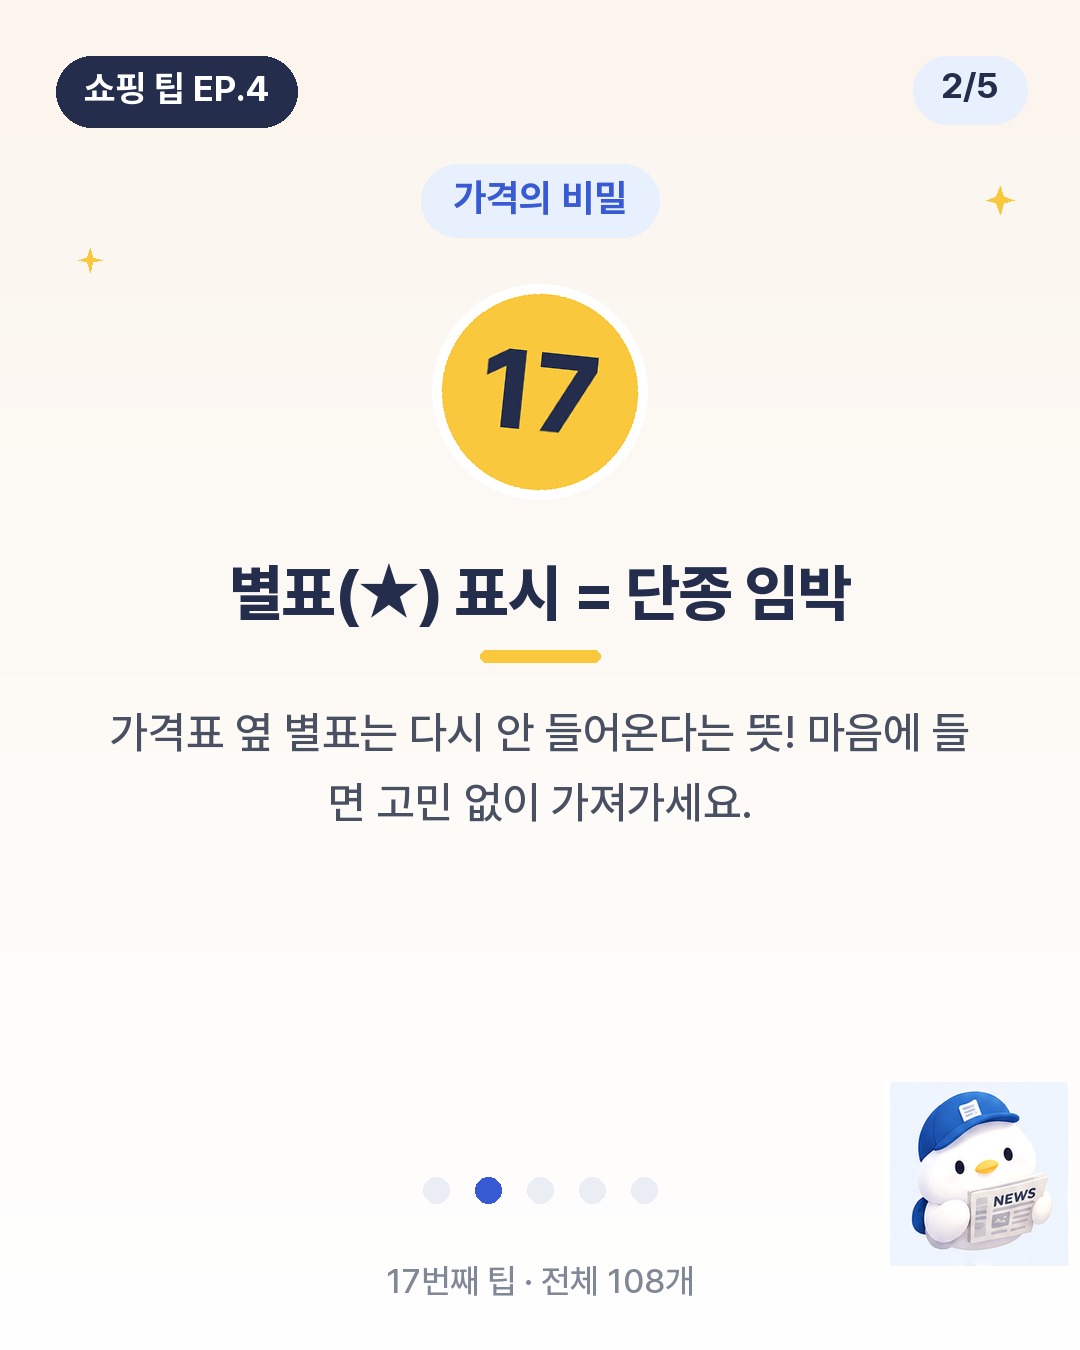 쇼핑 팁 EP.4
2/5
가격의 비밀
17
별표(★) 표시 = 단종 임박
가격표 옆 별표는 다시 안 들어온다는 뜻! 마음에 들
면 고민 없이 가져가세요.
NEWS
17번째 팁 · 전체 108개